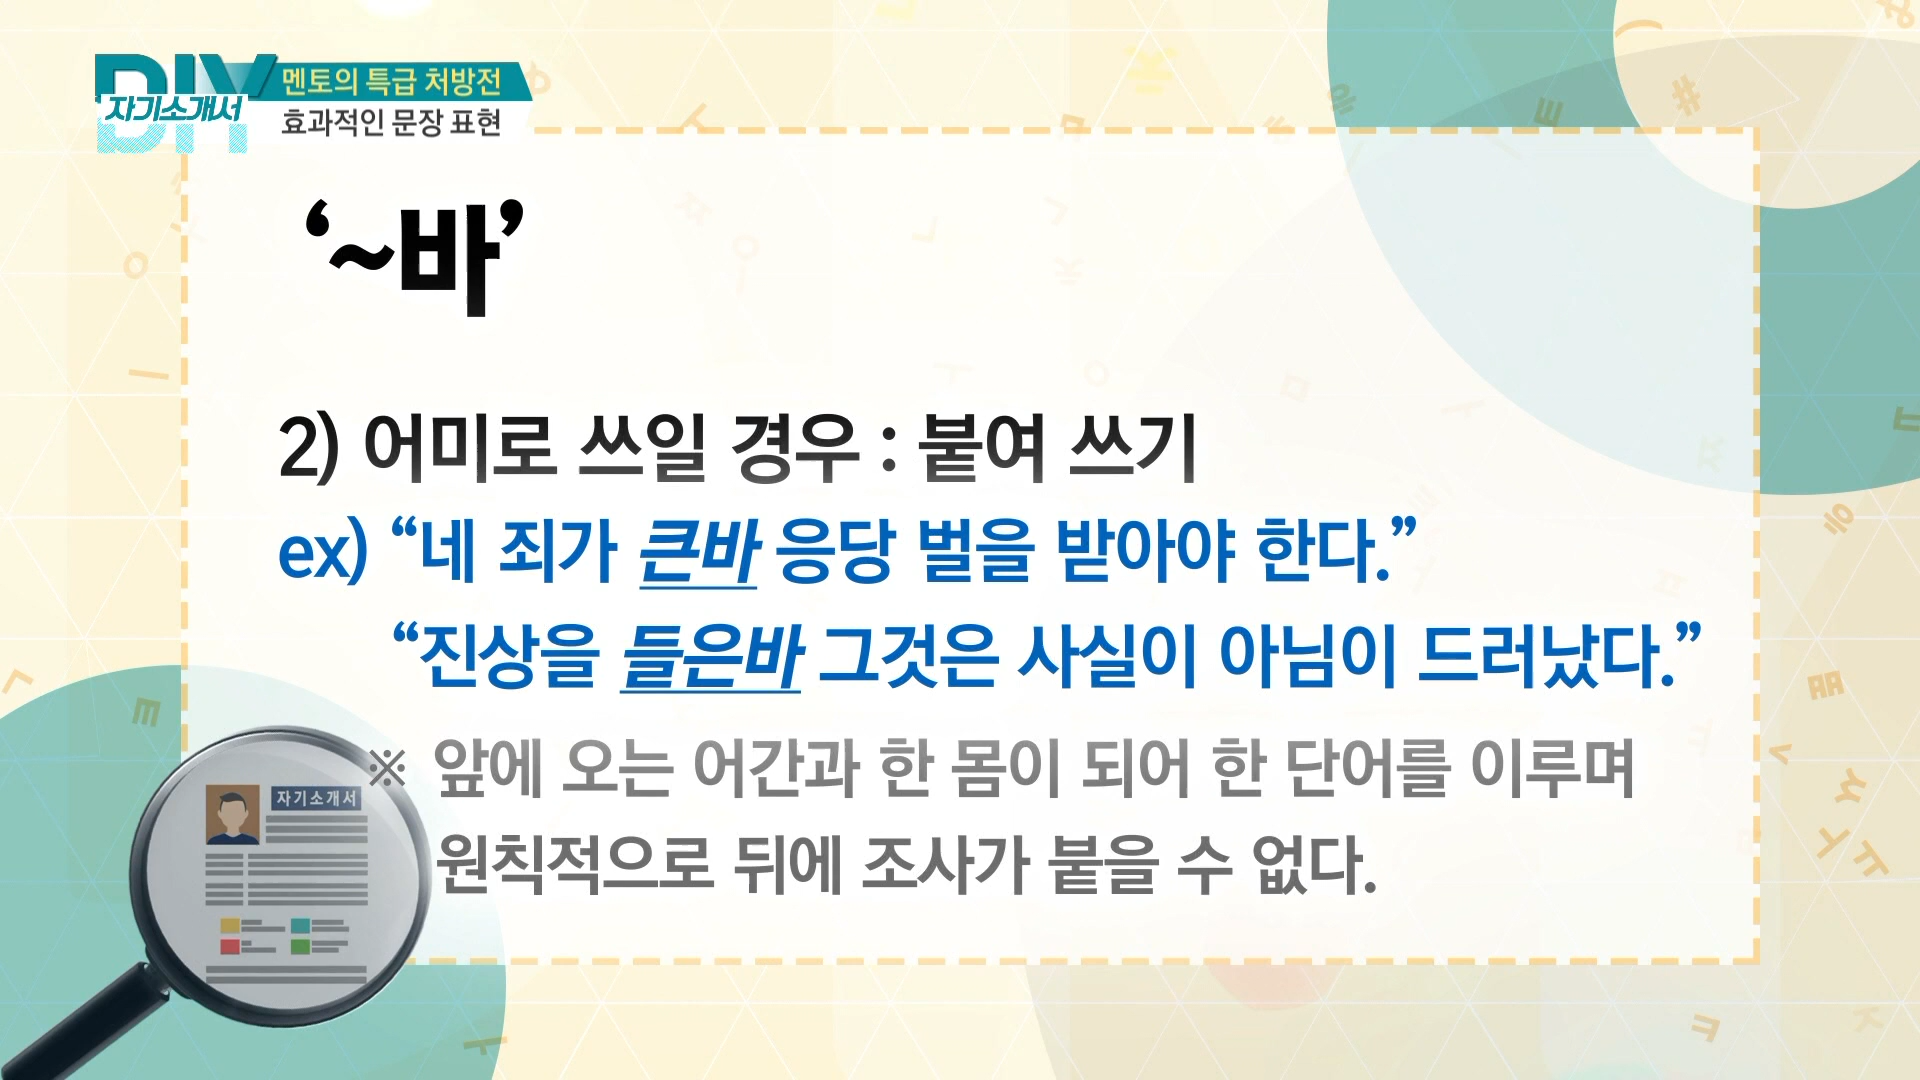 DIY
자기소개서
멘토의 특급 처방전
효과적인 문장 표현
‘~바’
2) 어미로 쓰일 경우 : 붙여 쓰기
ex) “네 죄가 큰바 응당 벌을 받아야 한다.”
“진상을 들은바 그것은 사실이 아님이 드러났다.”
※ 앞에 오는 어간과 한 몸이 되어 한 단어를 이루며
원칙적으로 뒤에 조사가 붙을 수 없다.
자기소개서